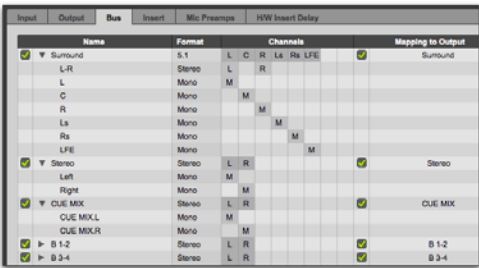 Input Output Bus Insert Mic Preamps H/W Insert Delay
Name Format Channels Mapping to Output
Surround 5.1 L C R Ls Rs LFE Surround
L-R Stereo L R
L Mono M
C Mono M
R Mono M
Ls Mono M
Rs Mono M
LFE Mono M
Stereo Stereo L R Stereo
Left Mono M
Right Mono M
CUE MIX Stereo L R CUE MIX
CUE MIX.L Mono M
CUE MIX.R Mono M
B 1-2 Stereo L R B 1-2
B 3-4 Stereo L R B 3-4